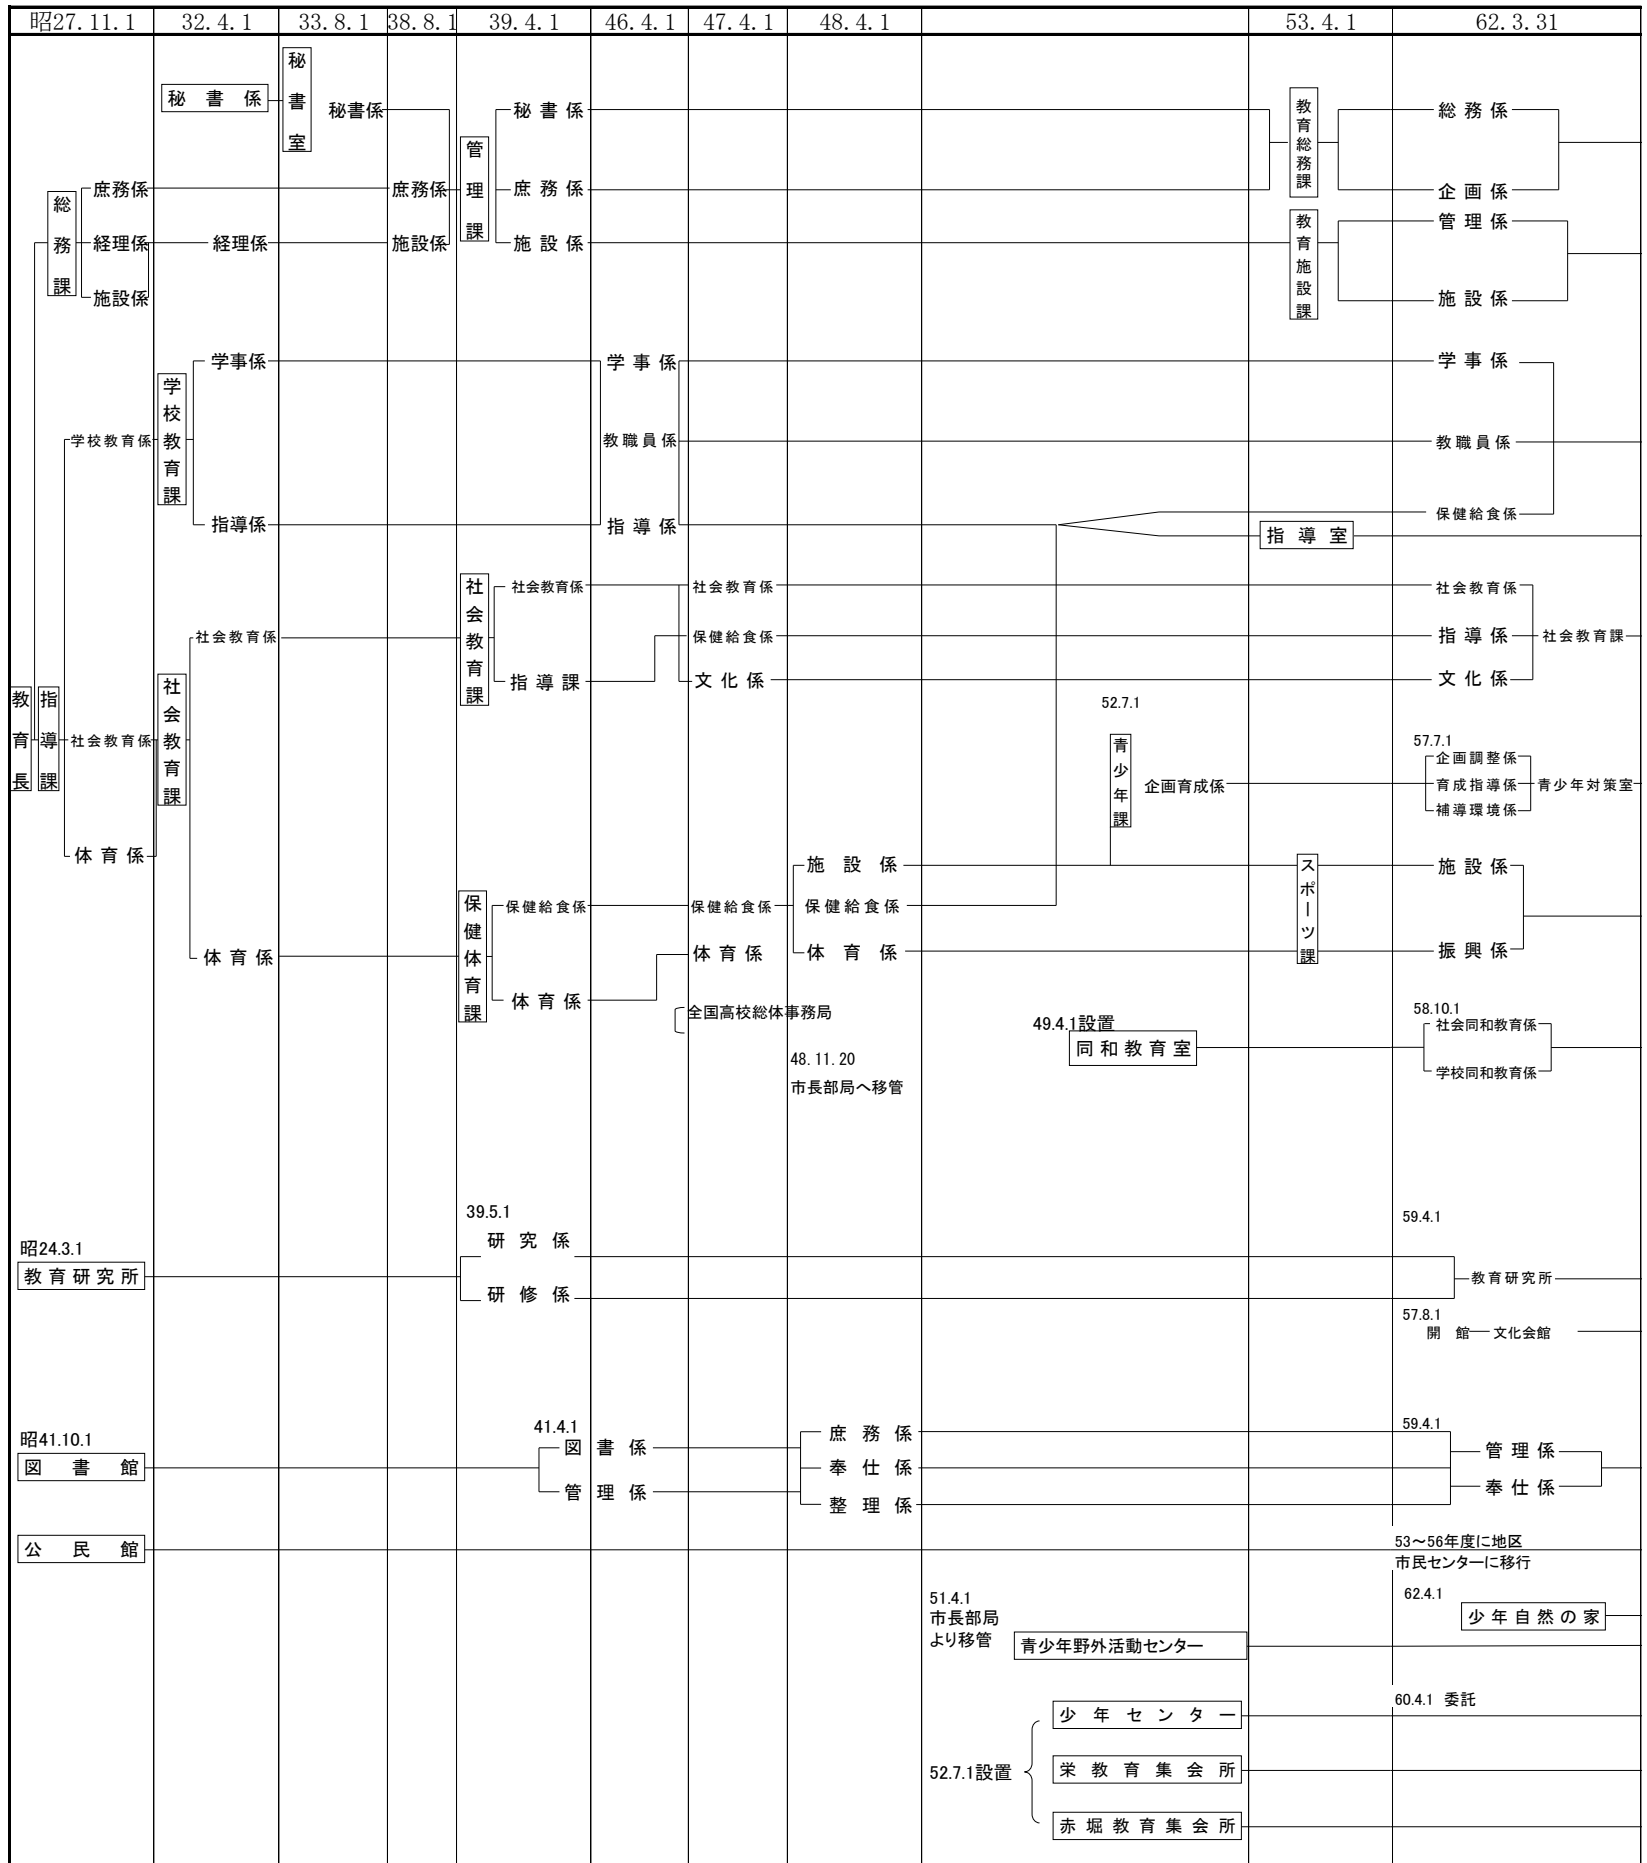 昭27.11.1 32.4.1 33.8.1 38.8.1 39.4.1 46.4.1 47.4.1 48.4.1 53.4.1 62.3.31
秘書室
秘書係
秘書係
秘書係
教育総務課
総務係
管理課
総務課
庶務係
庶務係
庶務係
企画係
教育施設課
管理係
経理係
経理係
施設係
施設係
施設係
施設係
学事係
学事係
学事係
学校教育課
学校教育係
教職員係
教職員係
指導係
指導係
保健給食係
指導室
社会教育課
社会教育係
社会教育係
社会教育係
社会教育係
保健給食係
指導係
社会教育課
社会教育課
指導課
文化係
文化係
教育長
指導課
社会教育係
52.7.1
青少年課
企画育成係
57.7.1
企画調整係
育成指導係
青少年対策室
補導環境係
体育係
施設係
スポーツ課
施設係
保健体育課
保健給食係
保健給食係
保健給食係
体育係
体育係
体育係
振興係
体育係
全国高校総体事務局
48.11.20
市長部局へ移管
49.4.1設置
同和教育室
58.10.1
社会同和教育係
学校同和教育係
39.5.1
研究係
59.4.1
昭24.3.1
教育研究所
研修係
教育研究所
57.8.1
開館
文化会館
昭41.10.1
図書館
41.4.1
図書係
管理係
庶務係
奉仕係
整理係
59.4.1
管理係
奉仕係
公民館
53～56年度に地区
市民センターに移行
51.4.1
市長部局
より移管
青少年野外活動センター
62.4.1
少年自然の家
少年センター
60.4.1 委託
52.7.1設置
栄教育集会所
赤堀教育集会所